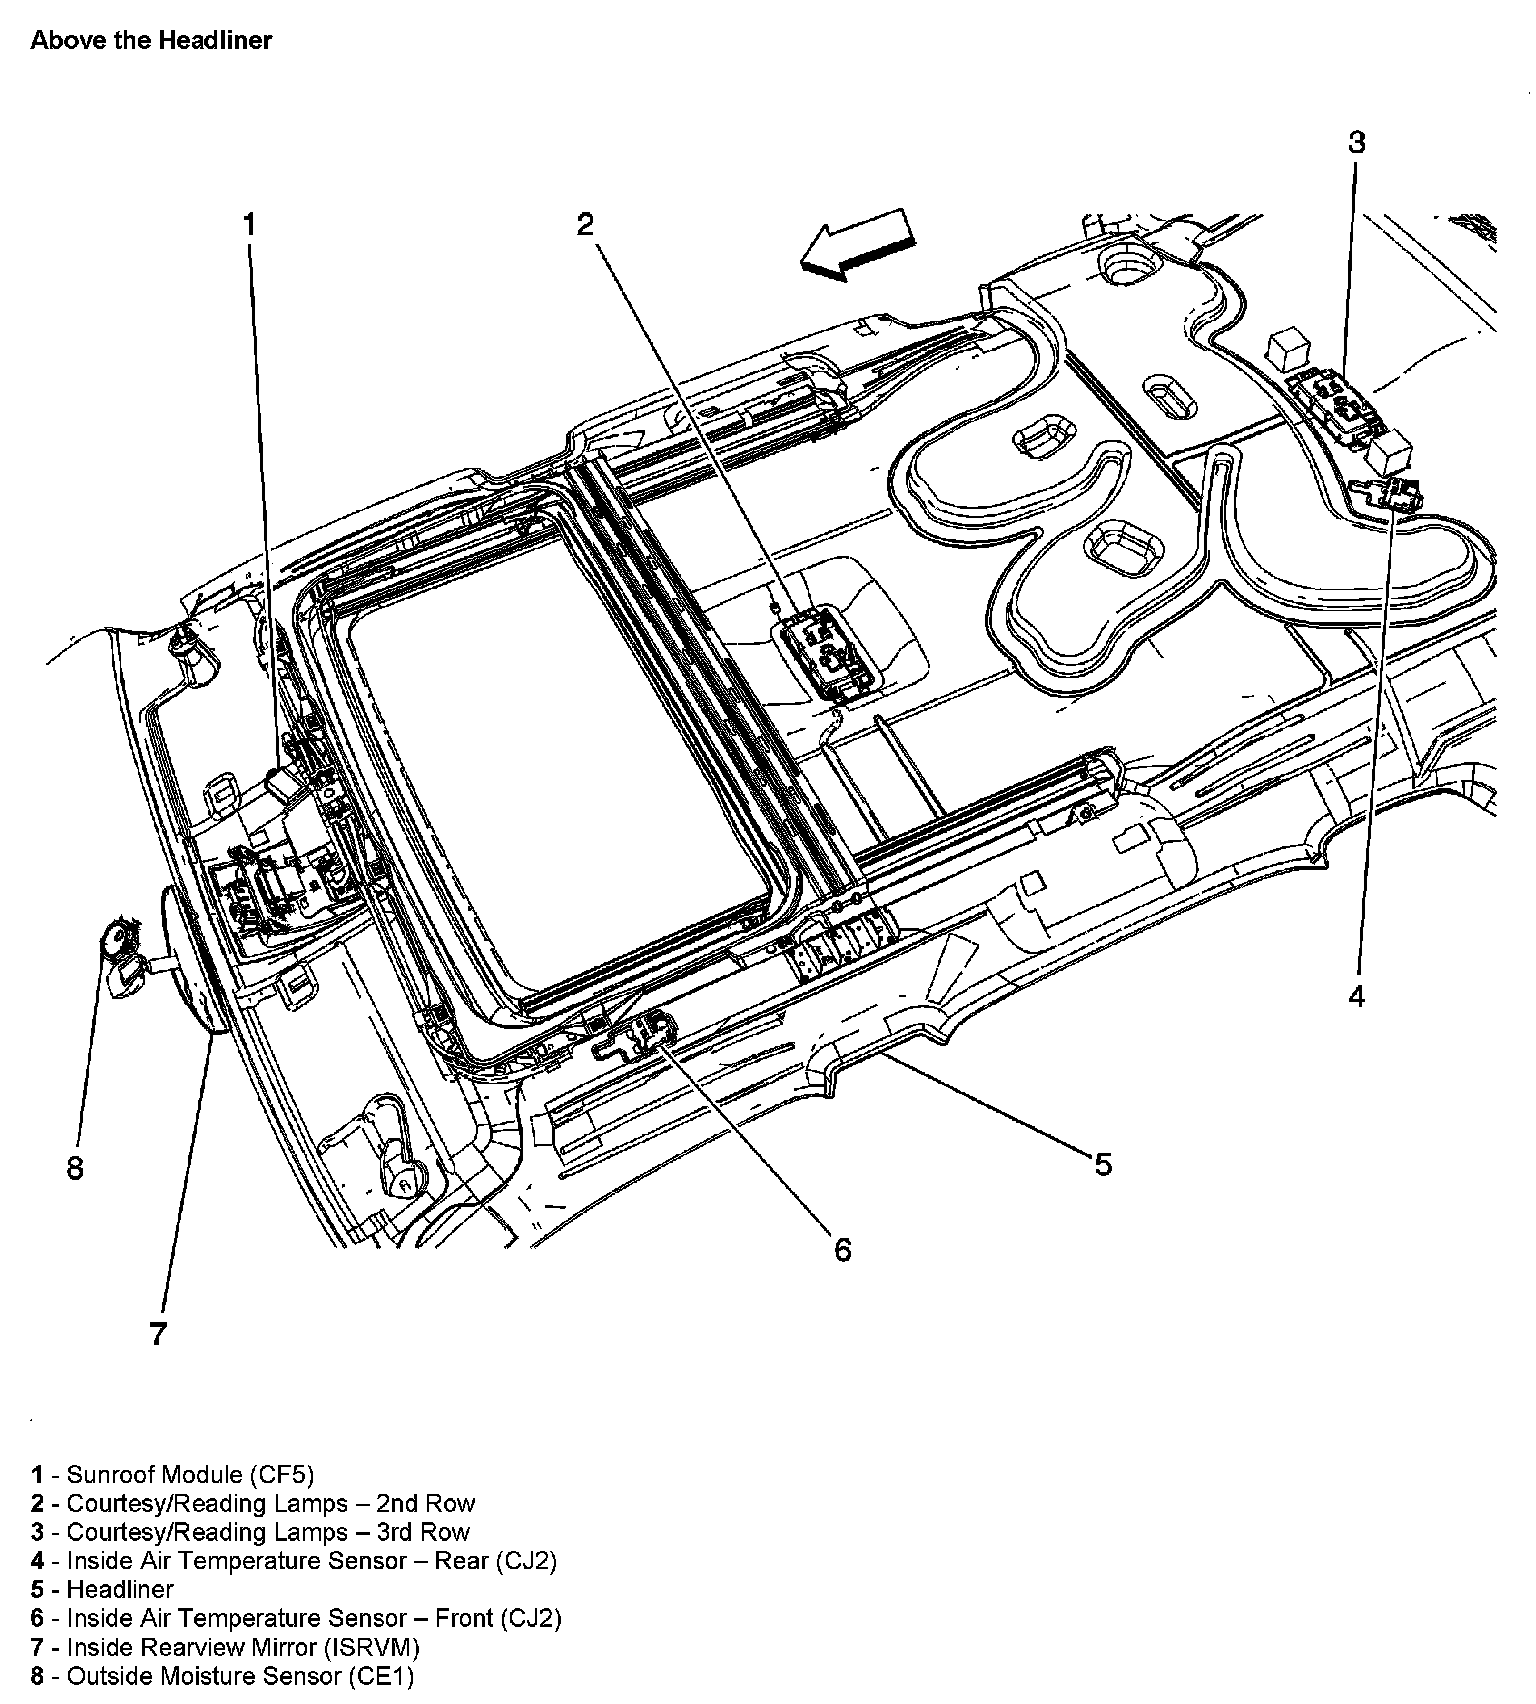 Above the Headliner
3
1
2
4
8
5
6
7
1 - Sunroof Module (CF5)
2 - Courtesy/Reading Lamps – 2nd Row
3 - Courtesy/Reading Lamps – 3rd Row
4 - Inside Air Temperature Sensor – Rear (CJ2)
5 - Headliner
6 - Inside Air Temperature Sensor – Front (CJ2)
7 - Inside Rearview Mirror (ISRVM)
8 - Outside Moisture Sensor (CE1)